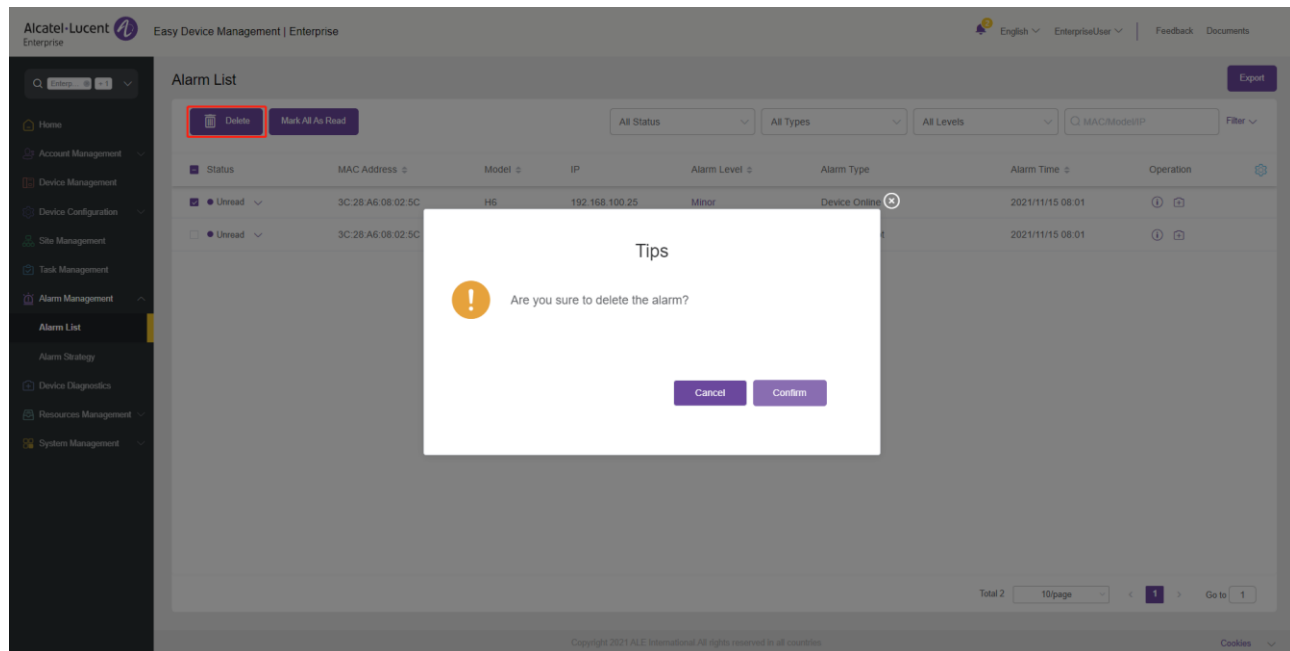 Alcatel·Lucent
Enterprise
Easy Device Management | Enterprise
2
English
EnterpriseUser
Feedback
Documents
Enterp...
+ 1
Home
Account Management
Device Management
Device Configuration
Site Management
Task Management
Alarm Management
Alarm List
Alarm Strategy
Device Diagnostics
Resources Management
System Management
Alarm List
Export
Delete
Mark All As Read
All Status
All Types
All Levels
MAC/Model/IP
Filter
Status MAC Address Model IP Alarm Level Alarm Type Alarm Time Operation
Unread 3C:28:A6:08:02:5C H6 192.168.100.25 Minor Device Online 2021/11/15 08:01
Unread 3C:28:A6:08:02:5C 2021/11/15 08:01
Tips
Are you sure to delete the alarm?
Cancel
Confirm
Total 2
10/page
1
Go to 1
Copyright 2021 ALE International All rights reserved in all countries
Cookies